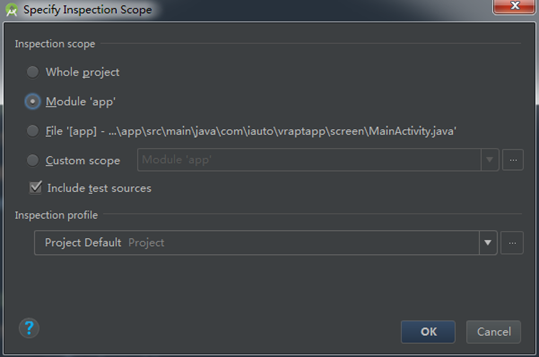 Specify Inspection Scope
Inspection scope
Whole project
Module 'app'
File '[app] - ...\app\src\main\java\com\iauto\vraptapp\screen\MainActivity.java'
Custom scope Module 'app' ...
Include test sources
Inspection profile
Project Default Project ...
?
OK Cancel